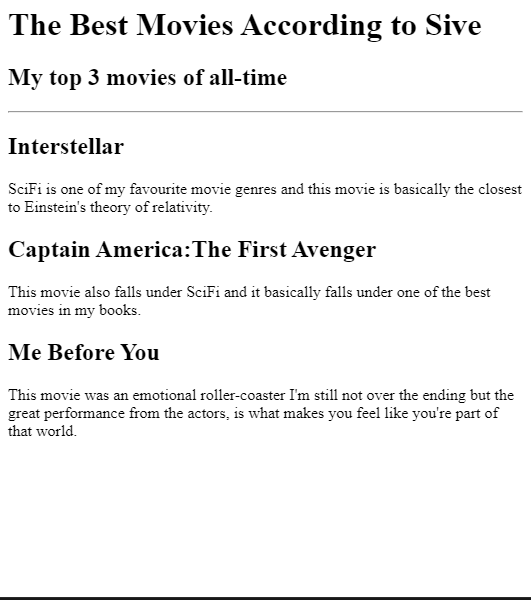 The Best Movies According to Sive
My top 3 movies of all-time
Interstellar
SciFi is one of my favourite movie genres and this movie is basically the closest
to Einstein's theory of relativity.
Captain America:The First Avenger
This movie also falls under SciFi and it basically falls under one of the best
movies in my books.
Me Before You
This movie was an emotional roller-coaster I'm still not over the ending but the
great performance from the actors, is what makes you feel like you're part of
that world.